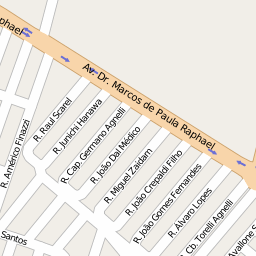 Raphael
Av. Dr. Marcos de Paula Raphael
R. Raul Scarel
R. Junichi Hanawa
R. Cap. Germano Agnelli
R. João Dal Médico
R. Miguel Zaidam
R. João Crepaldi Filho
R. João Gomes Fernandes
R. Álvaro Lopes
Cb. Torelli Agnelli
Avallone S
R. Américo Finazzi
Santos